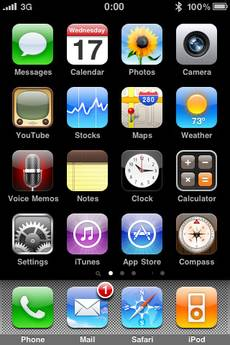 3G 0:00 100%
Wednesday
17
280
73°
Messages Calendar Photos Camera
YouTube Stocks Maps Weather
Voice Memos Notes Clock Calculator
Settings iTunes App Store Compass
1
Phone Mail Safari iPod